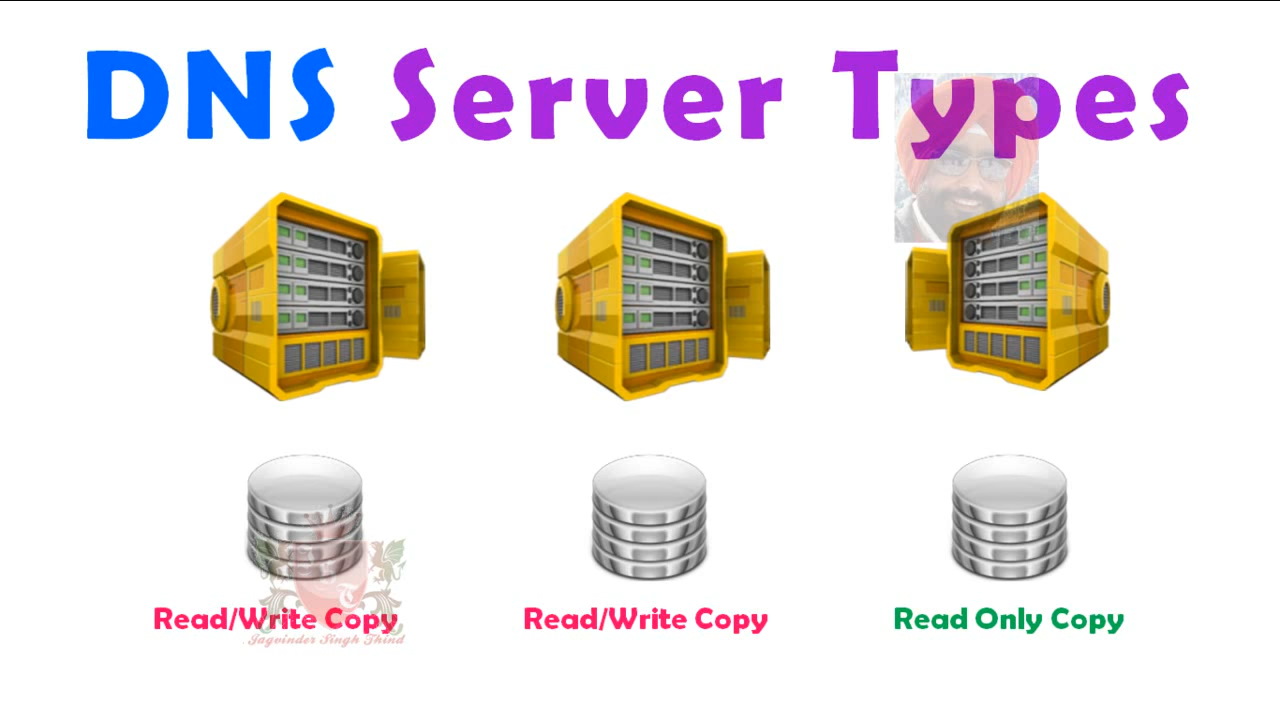 DNS Server Types
Read/Write Copy
Read/Write Copy
Read Only Copy
Jagvinder Singh Thind